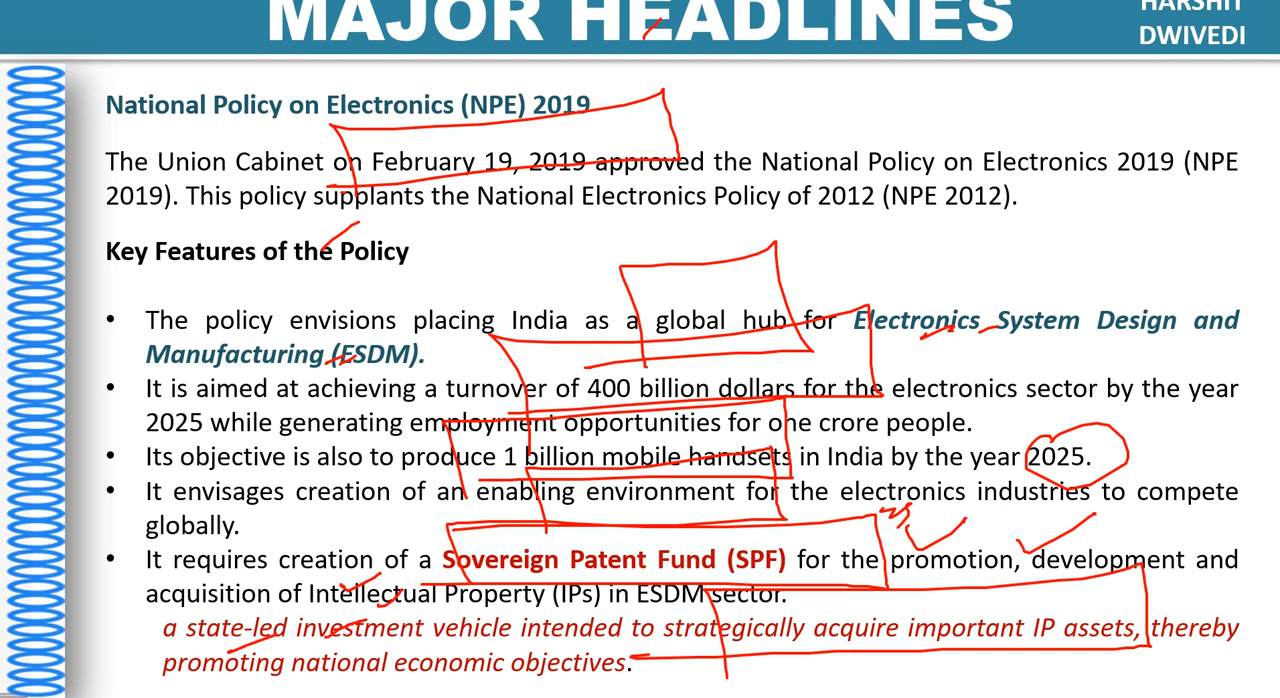 MAJOR HEADLINES
HARSHIT
DWIVEDI
National Policy on Electronics (NPE) 2019
The Union Cabinet on February 19, 2019 approved the National Policy on Electronics 2019 (NPE
2019). This policy supplants the National Electronics Policy of 2012 (NPE 2012).
Key Features of the Policy
• The policy envisions placing India as a global hub for Electronics System Design and
Manufacturing (ESDM).
• It is aimed at achieving a turnover of 400 billion dollars for the electronics sector by the year
2025 while generating employment opportunities for one crore people.
• Its objective is also to produce 1 billion mobile handsets in India by the year 2025.
• It envisages creation of an enabling environment for the electronics industries to compete
globally.
• It requires creation of a Sovereign Patent Fund (SPF) for the promotion, development and
acquisition of Intellectual Property (IPs) in ESDM sector.
a state-led investment vehicle intended to strategically acquire important IP assets, thereby
promoting national economic objectives.